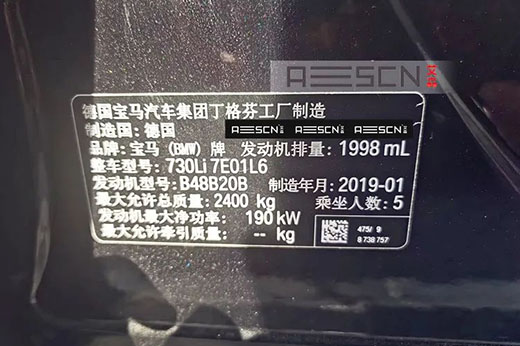 AESCN 艾森
德国宝马汽车集团丁格芬工厂制造
制造国：德国 AESCN AESCN AESCN
品牌：宝马 (BMW) 牌 发动机排量：1998 mL
整车型号：730Li 7E01L6
发动机型号：B48B20B 制造年月：2019-01
最大允许总质量：2400 kg 乘坐人数：5
发动机最大净功率：190 kW
最大允许牵引质量：-- kg
475/ 9
8 738 757